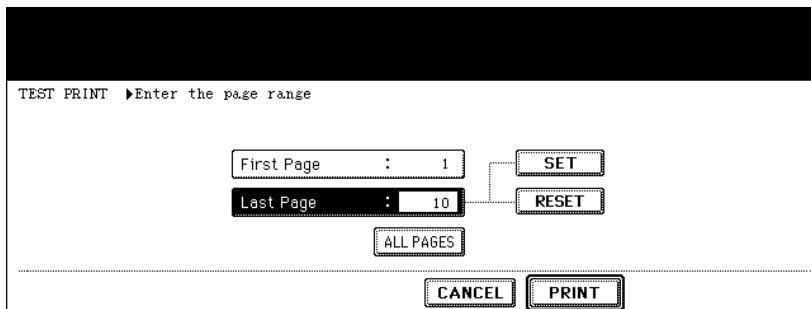 TEST PRINT ▶Enter the page range
First Page : 1 SET
Last Page : 10 RESET
ALL PAGES
CANCEL PRINT